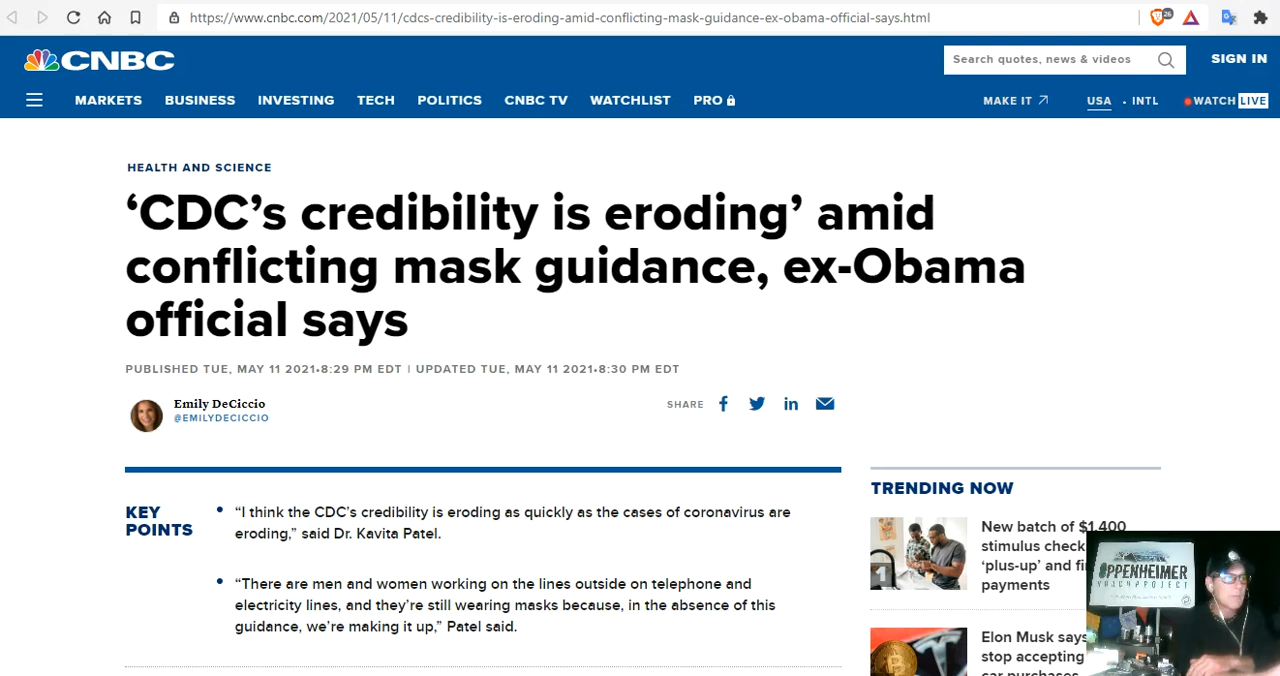 https://www.cnbc.com/2021/05/11/cdcs-credibility-is-eroding-amid-conflicting-mask-guidance-ex-obama-official-says.html
26
CNBC
Search quotes, news & videos
SIGN IN
MARKETS BUSINESS INVESTING TECH POLITICS CNBC TV WATCHLIST PRO
MAKE IT USA • INTL WATCH LIVE
HEALTH AND SCIENCE
‘CDC’s credibility is eroding’ amid
conflicting mask guidance, ex-Obama
official says
PUBLISHED TUE, MAY 11 2021•8:29 PM EDT | UPDATED TUE, MAY 11 2021•8:30 PM EDT
Emily DeCiccio
@EMILYDECICCIO
SHARE
KEY
POINTS
“I think the CDC’s credibility is eroding as quickly as the cases of coronavirus are
eroding,” said Dr. Kavita Patel.
“There are men and women working on the lines outside on telephone and
electricity lines, and they’re still wearing masks because, in the absence of this
guidance, we’re making it up,” Patel said.
TRENDING NOW
1
New batch of $1,400
stimulus check
‘plus-up’ and fi
payments
Elon Musk says
stop accepting
car purchases
OPPENHEIMER